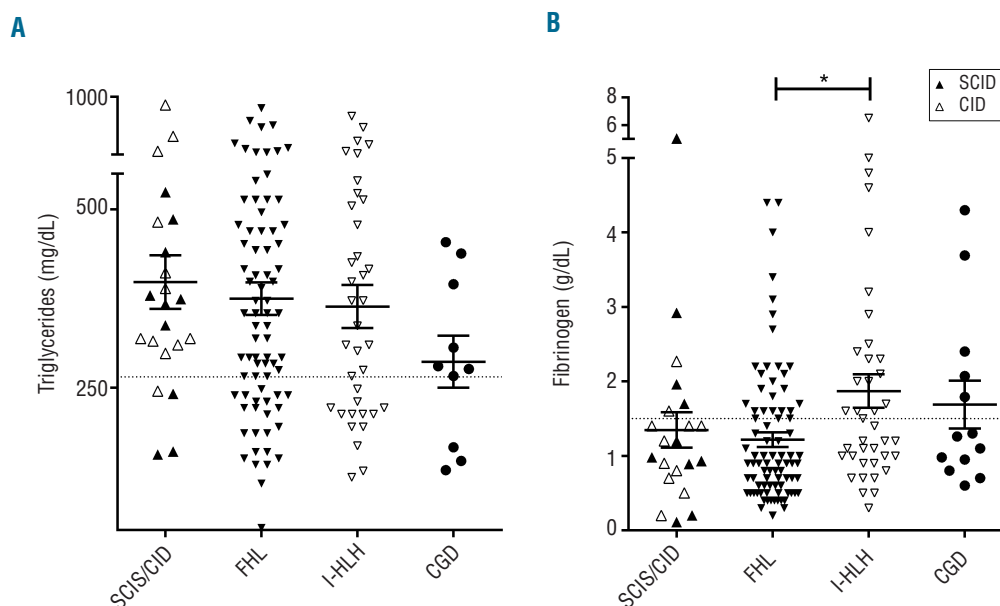 A
Triglycerides (mg/dL)
1000
500
250
SCIS/CID
FHL
I-HLH
CGD
B
SCID
CID
*
Fibrinogen (g/dL)
8
6
5
4
3
2
1
0
SCIS/CID
FHL
I-HLH
CGD